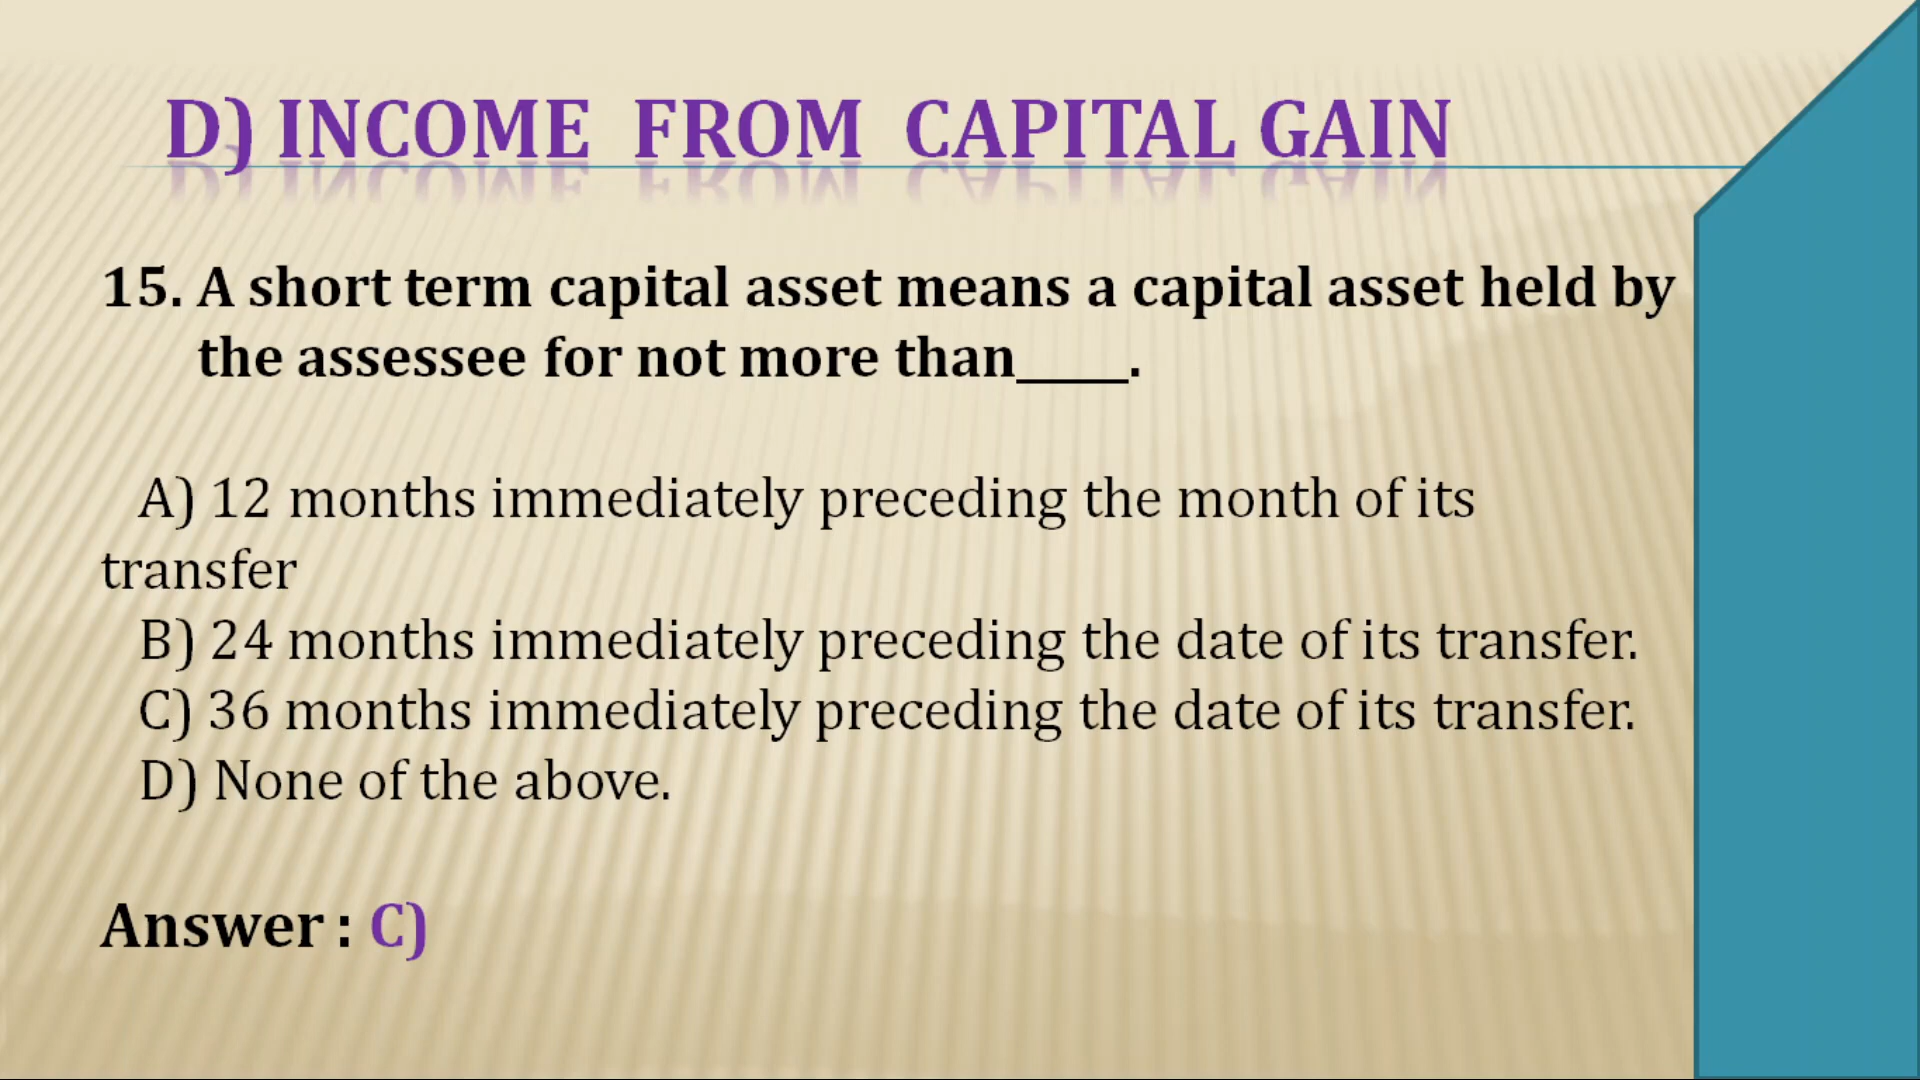 D) INCOME FROM CAPITAL GAIN
15. A short term capital asset means a capital asset held by
the assessee for not more than_____.
A) 12 months immediately preceding the month of its
transfer
B) 24 months immediately preceding the date of its transfer.
C) 36 months immediately preceding the date of its transfer.
D) None of the above.
Answer : C)